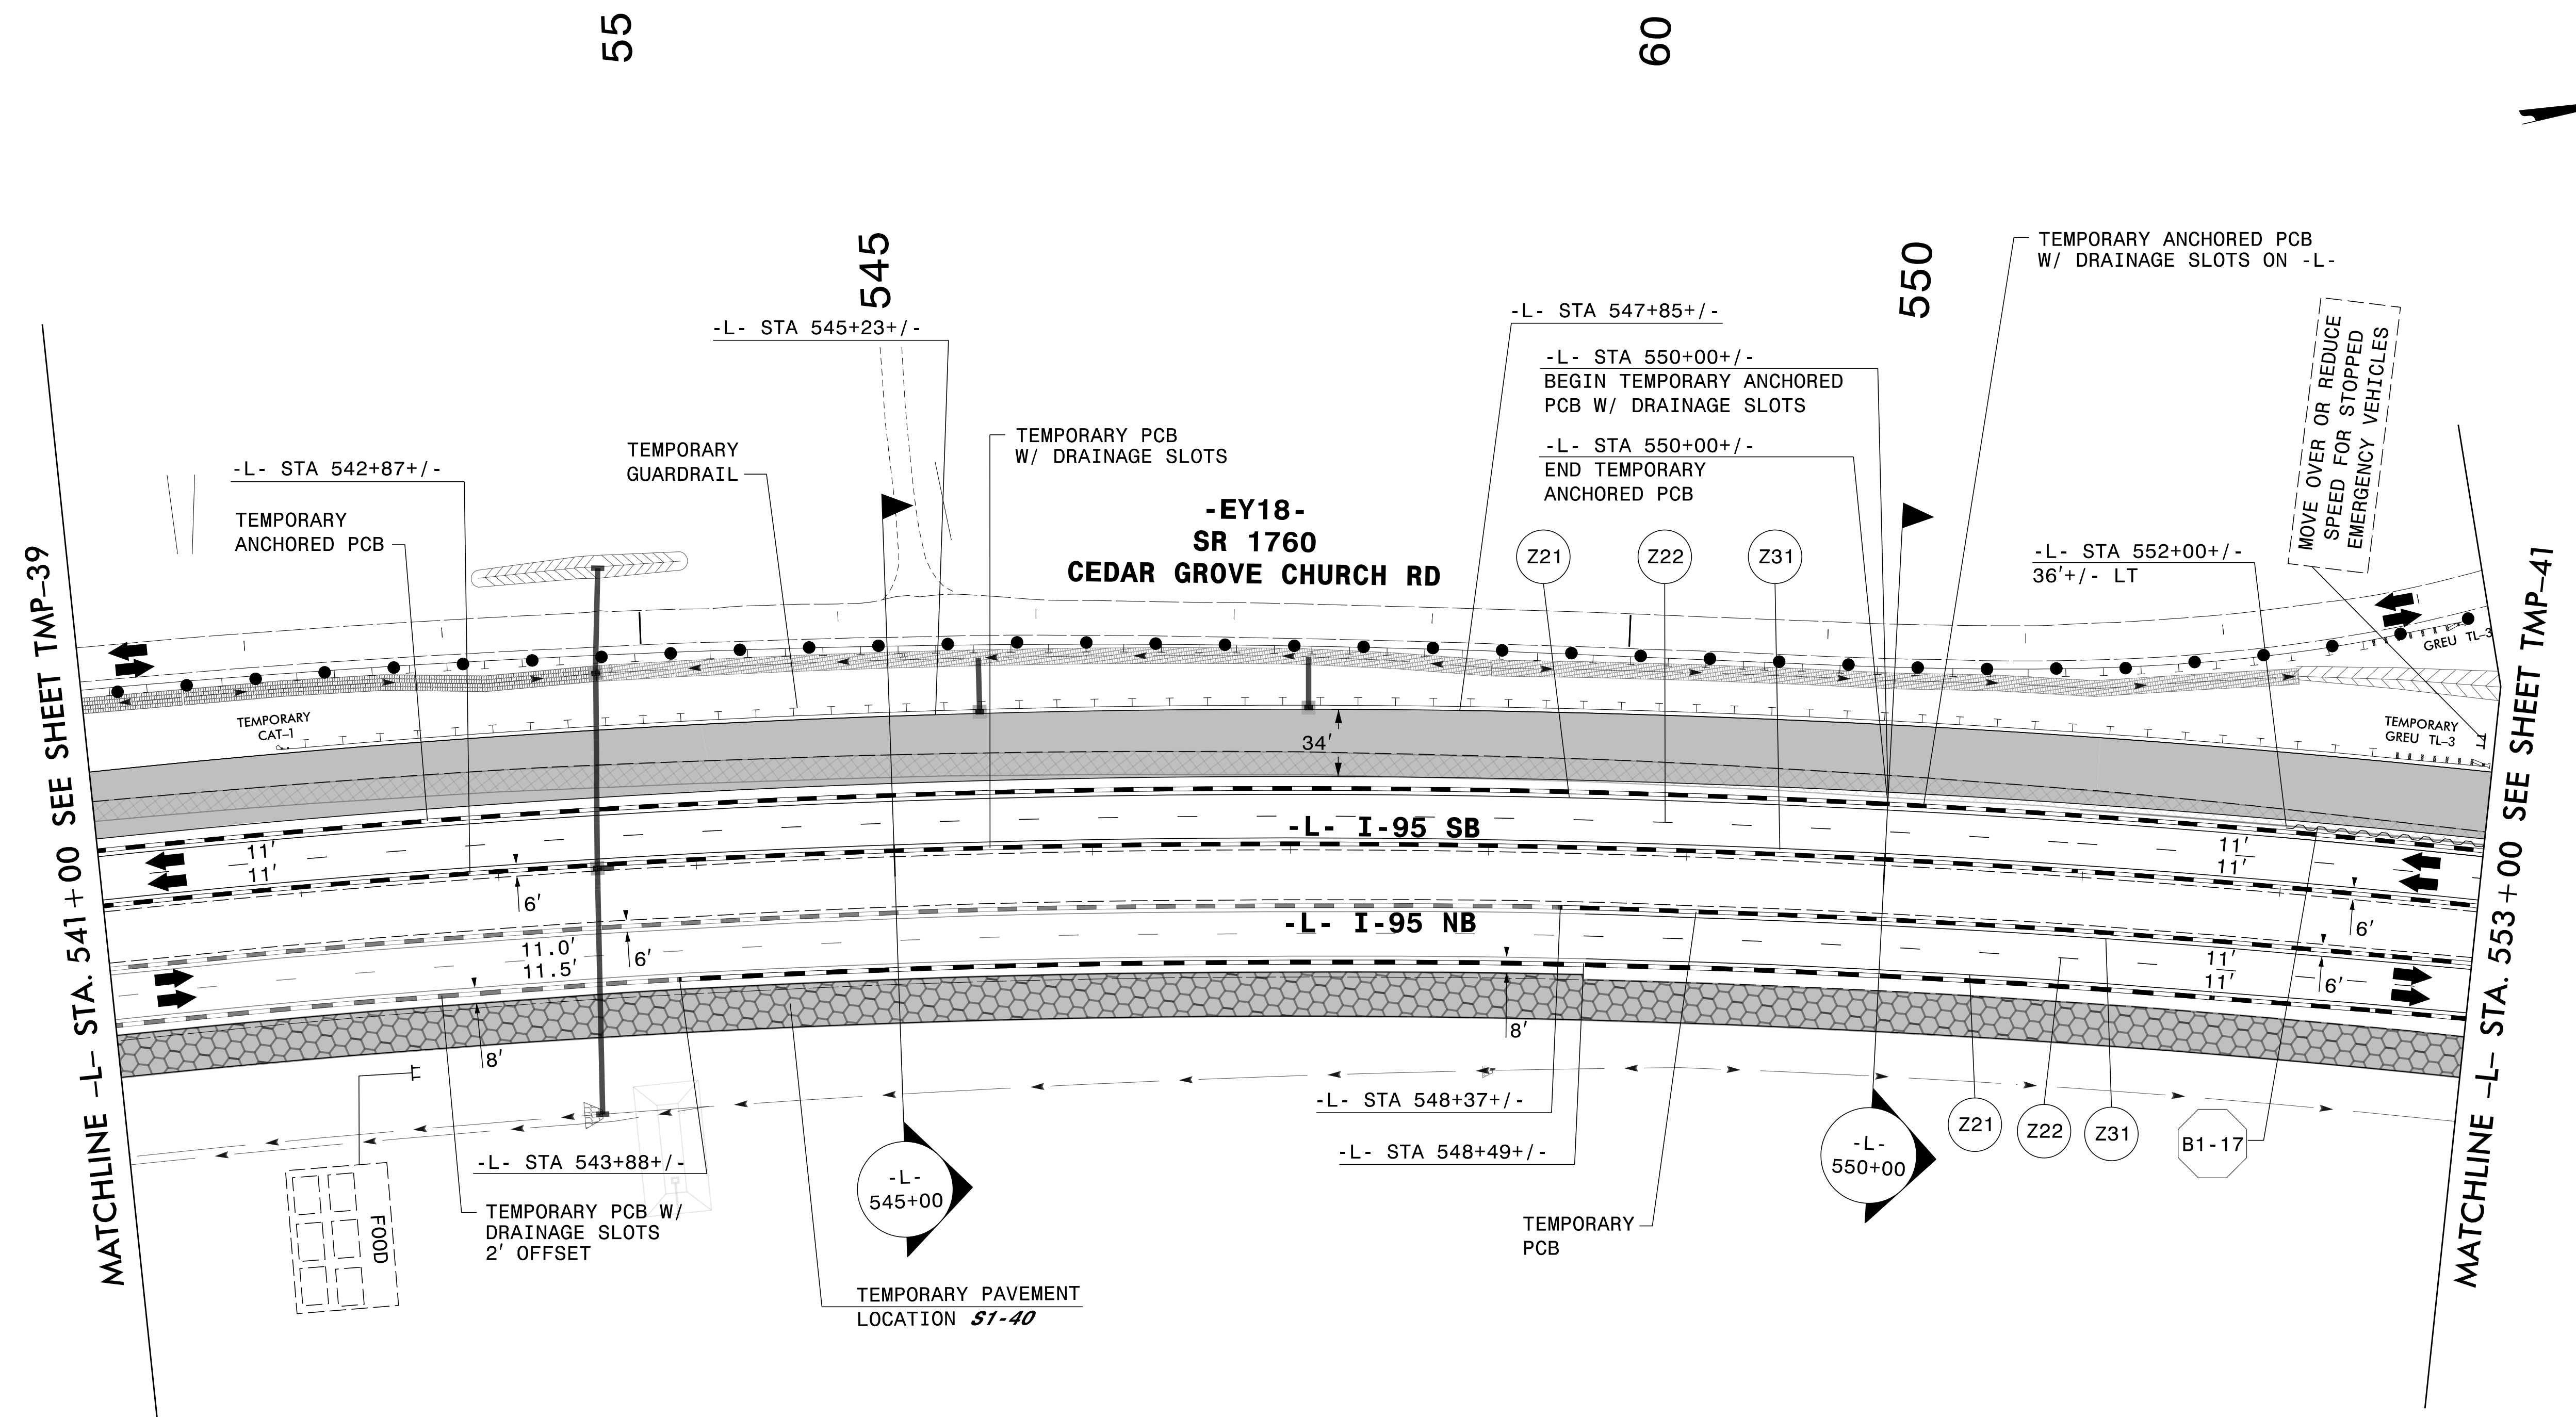 55
60
545
550
-L- STA 545+23+/-
-L- STA 547+85+/-
TEMPORARY ANCHORED PCB
W/ DRAINAGE SLOTS ON -L-
-L- STA 550+00+/-
BEGIN TEMPORARY ANCHORED
PCB W/ DRAINAGE SLOTS
-L- STA 550+00+/-
END TEMPORARY
ANCHORED PCB
MOVE OVER OR REDUCE
SPEED FOR STOPPED
EMERGENCY VEHICLES
TEMPORARY PCB
W/ DRAINAGE SLOTS
TEMPORARY
GUARDRAIL
-L- STA 542+87+/-
TEMPORARY
ANCHORED PCB
-EY18-
SR 1760
CEDAR GROVE CHURCH RD
Z21
Z22
Z31
-L- STA 552+00+/-
36'+/- LT
MATCHLINE -L- STA. 541+00 SEE SHEET TMP-39
MATCHLINE -L- STA. 553+00 SEE SHEET TMP-41
GREU TL-3
TEMPORARY
CAT-1
TEMPORARY
GREU TL-3
34'
-L- I-95 SB
11'
11'
11'
11'
6'
6'
-L- I-95 NB
11.0'
11.5'
6'
11'
11'
6'
8'
8'
-L- STA 548+37+/-
-L- STA 548+49+/-
Z21
Z22
Z31
B1-17
-L-
550+00
-L-
545+00
-L- STA 543+88+/-
TEMPORARY PCB W/
DRAINAGE SLOTS
2' OFFSET
FOOD
TEMPORARY
PCB
TEMPORARY PAVEMENT
LOCATION S1-40